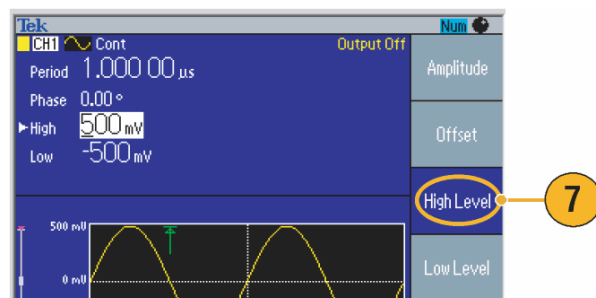 Tek Num
CH1 Cont Output Off
Period 1.000 00 µs
Phase 0.00 °
High 500 mV
Low -500 mV
Amplitude
Offset
High Level
7
Low Level
500 mV
0 mV